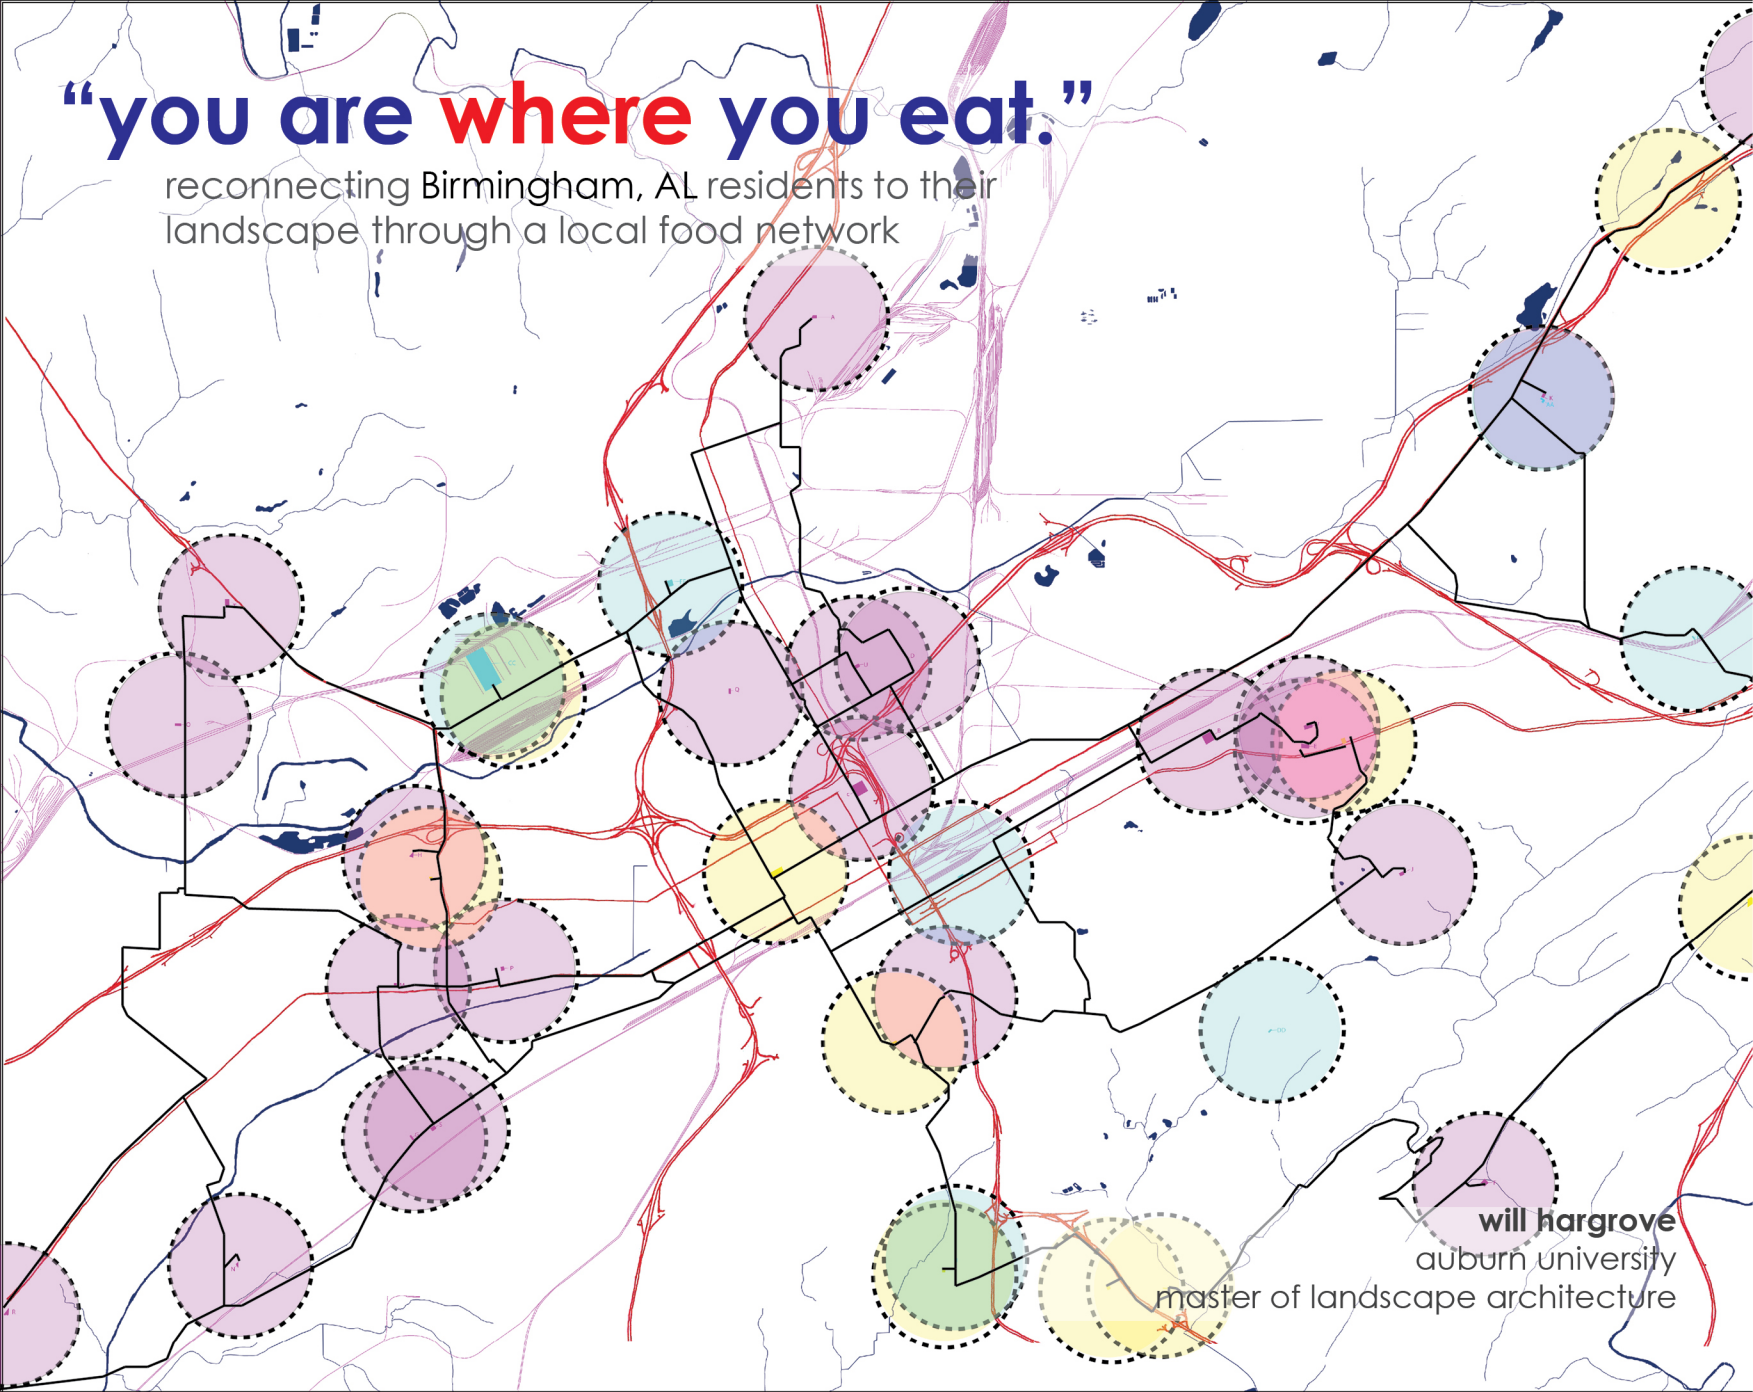 “you are where you eat.”
reconnecting Birmingham, AL residents to their
landscape through a local food network
will hargrove
auburn university
master of landscape architecture